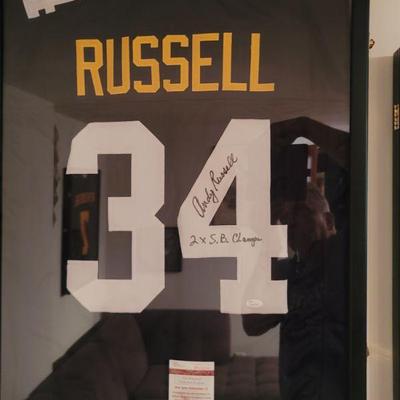 RUSSELL
34
Andy Russell
2x S.B. Champs